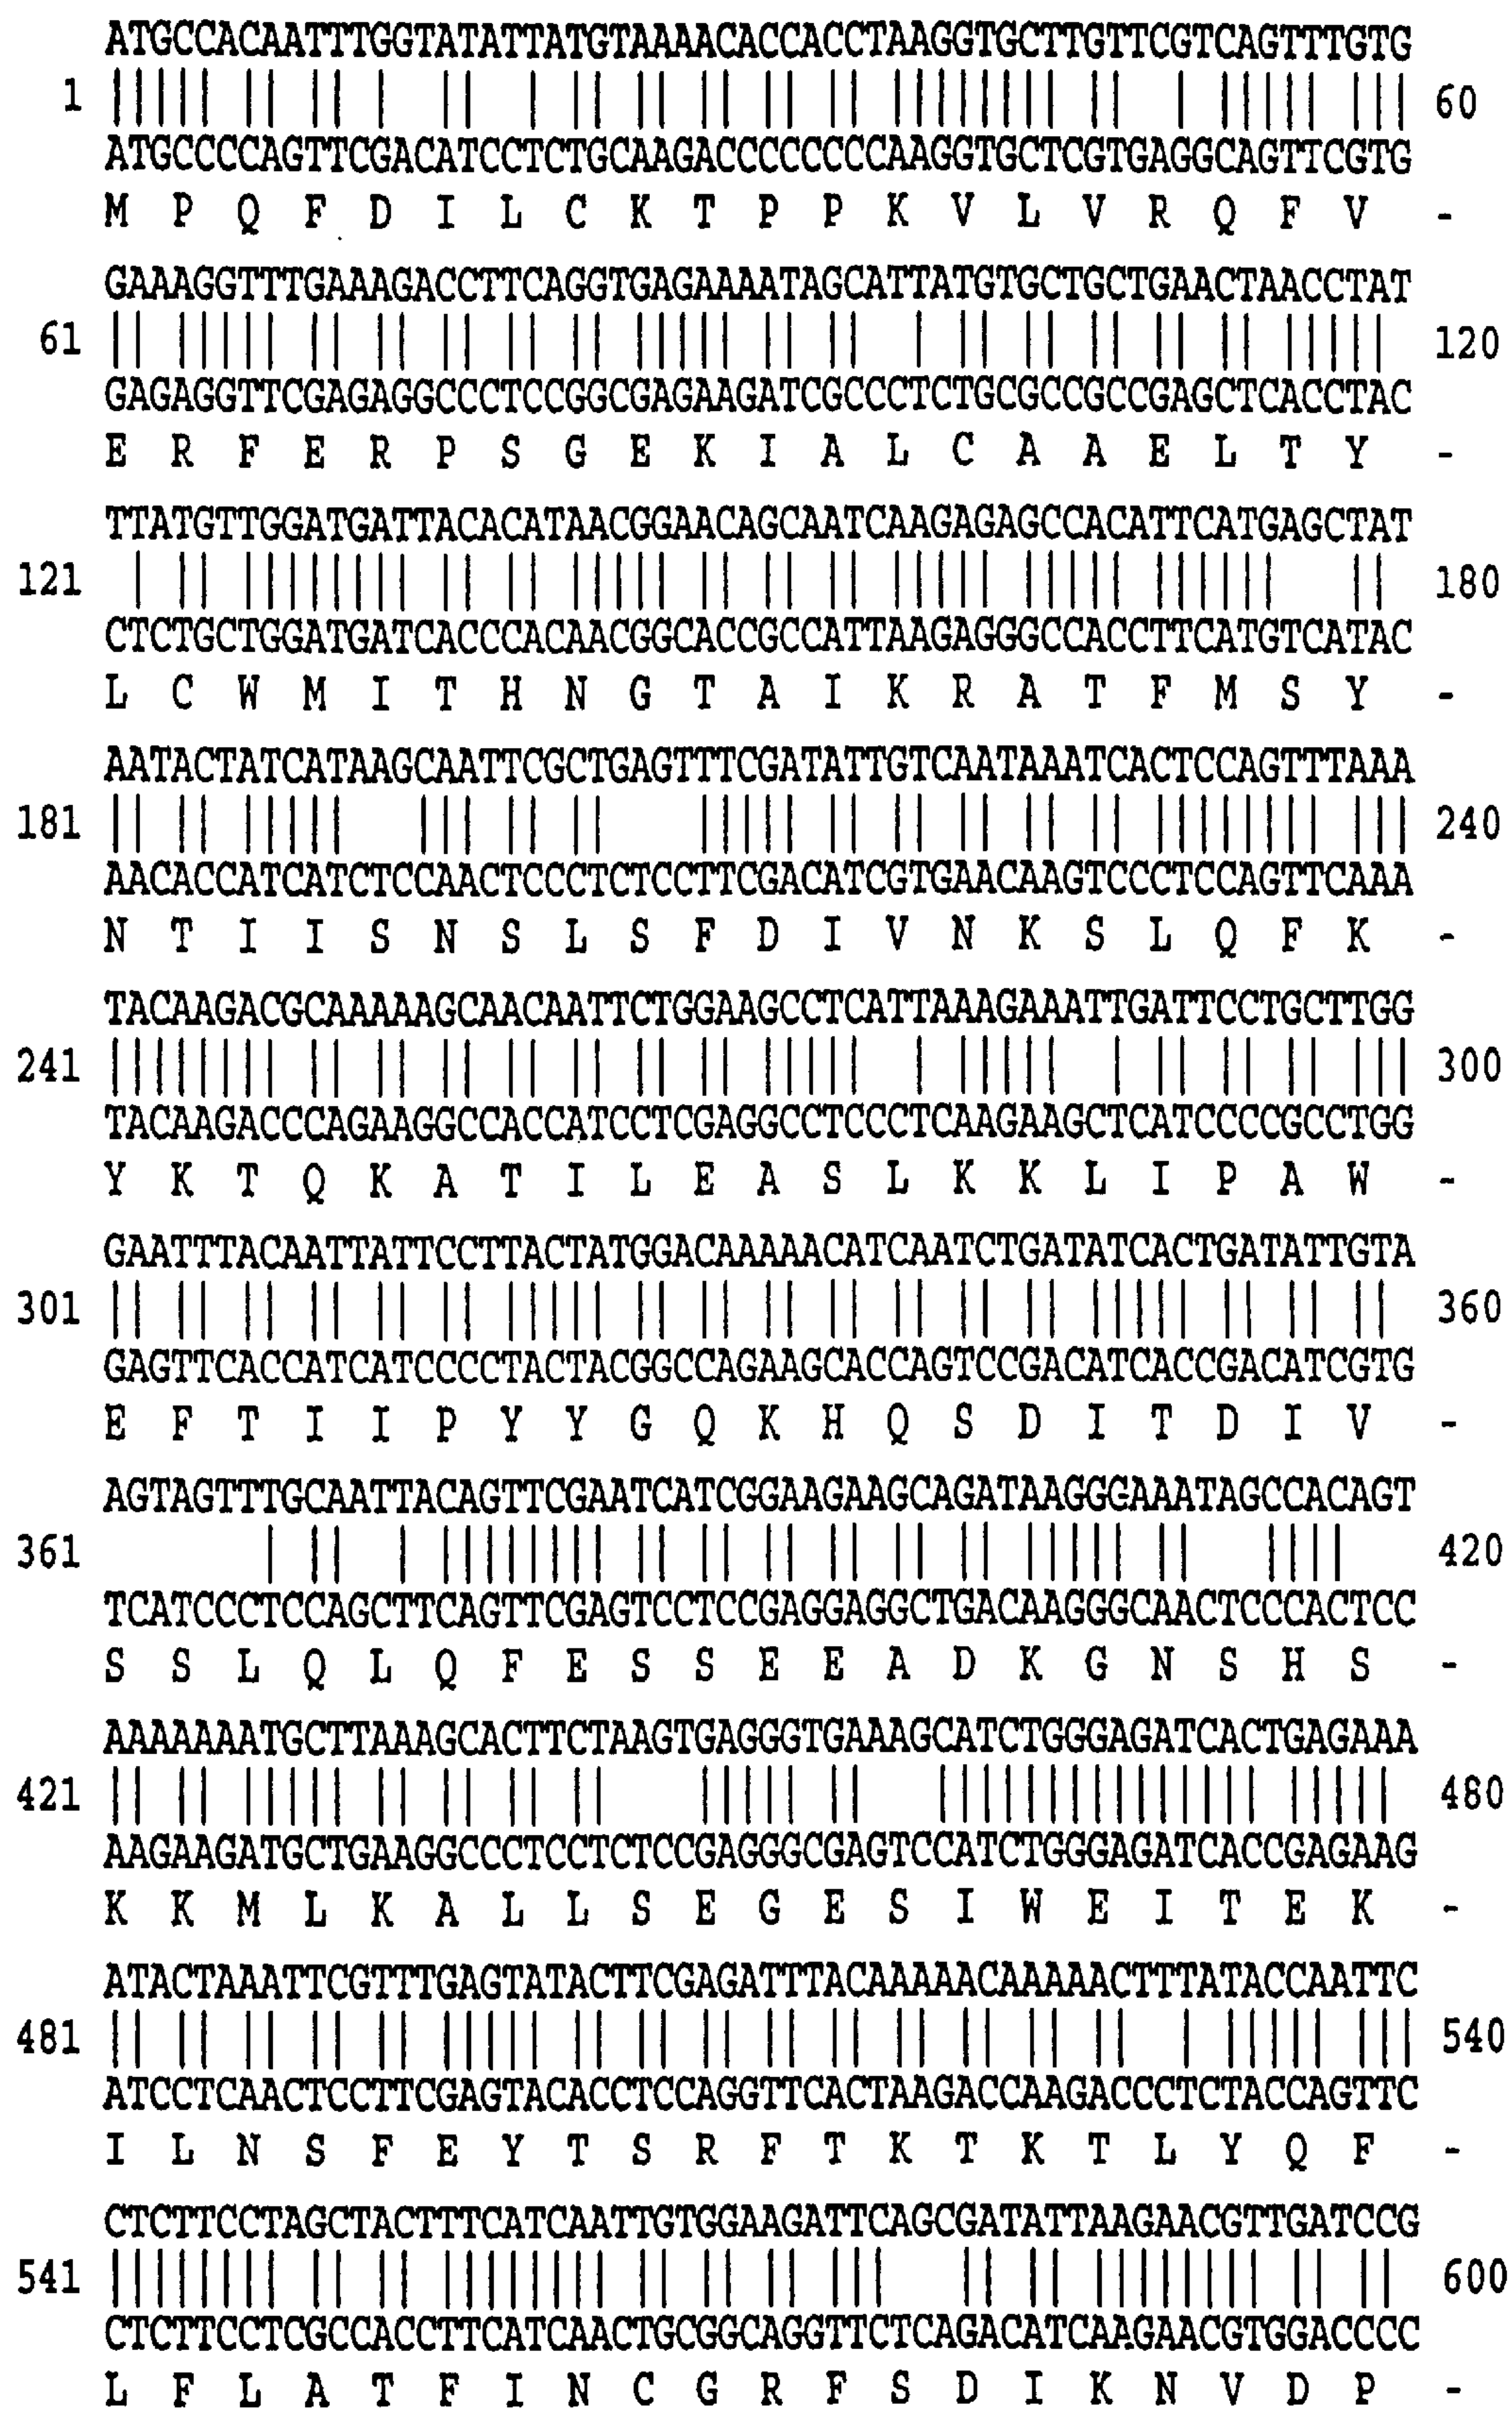 ATGCCACAATTTGGTATATTATGTAAAACACCACCTAAGGTGCTTGTTCGTCAGTTTGTG
1 60
ATGCCCCAGTTCGACATCCTCTGCAAGACCCCCCCCAAGGTGCTCGTGAGGCAGTTCGTG
M P Q F D I L C K T P P K V L V R Q F V -
GAAAGGTTTGAAAGACCTTCAGGTGAGAAAATAGCATTATGTGCTGCTGAACTAACCTAT
61 120
GAGAGGTTCGAGAGGCCCTCCGGCGAGAAGATCGCCCTCTGCGCCGCCGAGCTCACCTAC
E R F E R P S G E K I A L C A A E L T Y -
TTATGTTGGATGATTACACATAACGGAACAGCAATCAAGAGAGCCACATTCATGAGCTAT
121 180
CTCTGCTGGATGATCACCCACAACGGCACCGCCATTAAGAGGGCCACCTTCATGTCATAC
L C W M I T H N G T A I K R A T F M S Y -
AATACTATCATAAGCAATTCGCTGAGTTTCGATATTGTCAATAAATCACTCCAGTTTAAA
181 240
AACACCATCATCTCCAACTCCCTCTCCTTCGACATCGTGAACAAGTCCCTCCAGTTCAAA
N T I I S N S L S F D I V N K S L Q F K -
TACAAGACGCAAAAAGCAACAATTCTGGAAGCCTCATTAAAGAAATTGATTCCTGCTTGG
241 300
TACAAGACCCAGAAGGCCACCATCCTCGAGGCCTCCCTCAAGAAGCTCATCCCCGCCTGG
Y K T Q K A T I L E A S L K K L I P A W -
GAATTTACAATTATTCCTTACTATGGACAAAAACATCAATCTGATATCACTGATATTGTA
301 360
GAGTTCACCATCATCCCCTACTACGGCCAGAAGCACCAGTCCGACATCACCGACATCGTG
E F T I I P Y Y G Q K H Q S D I T D I V -
AGTAGTTTGCAATTACAGTTCGAATCATCGGAAGAAGCAGATAAGGGAAATAGCCACAGT
361 420
TCATCCCTCCAGCTTCAGTTCGAGTCCTCCGAGGAGGCTGACAAGGGCAACTCCCACTCC
S S L Q L Q F E S S E E A D K G N S H S -
AAAAAAATGCTTAAAGCACTTCTAAGTGAGGGTGAAAGCATCTGGGAGATCACTGAGAAA
421 480
AAGAAGATGCTGAAGGCCCTCCTCTCCGAGGGCGAGTCCATCTGGGAGATCACCGAGAAG
K K M L K A L L S E G E S I W E I T E K -
ATACTAAATTCGTTTGAGTATACTTCGAGATTTACAAAAACAAAAACTTTATACCAATTC
481 540
ATCCTCAACTCCTTCGAGTACACCTCCAGGTTCACTAAGACCAAGACCCTCTACCAGTTC
I L N S F E Y T S R F T K T K T L Y Q F -
CTCTTCCTAGCTACTTTCATCAATTGTGGAAGATTCAGCGATATTAAGAACGTTGATCCG
541 600
CTCTTCCTCGCCACCTTCATCAACTGCGGCAGGTTCTCAGACATCAAGAACGTGGACCCC
L F L A T F I N C G R F S D I K N V D P -